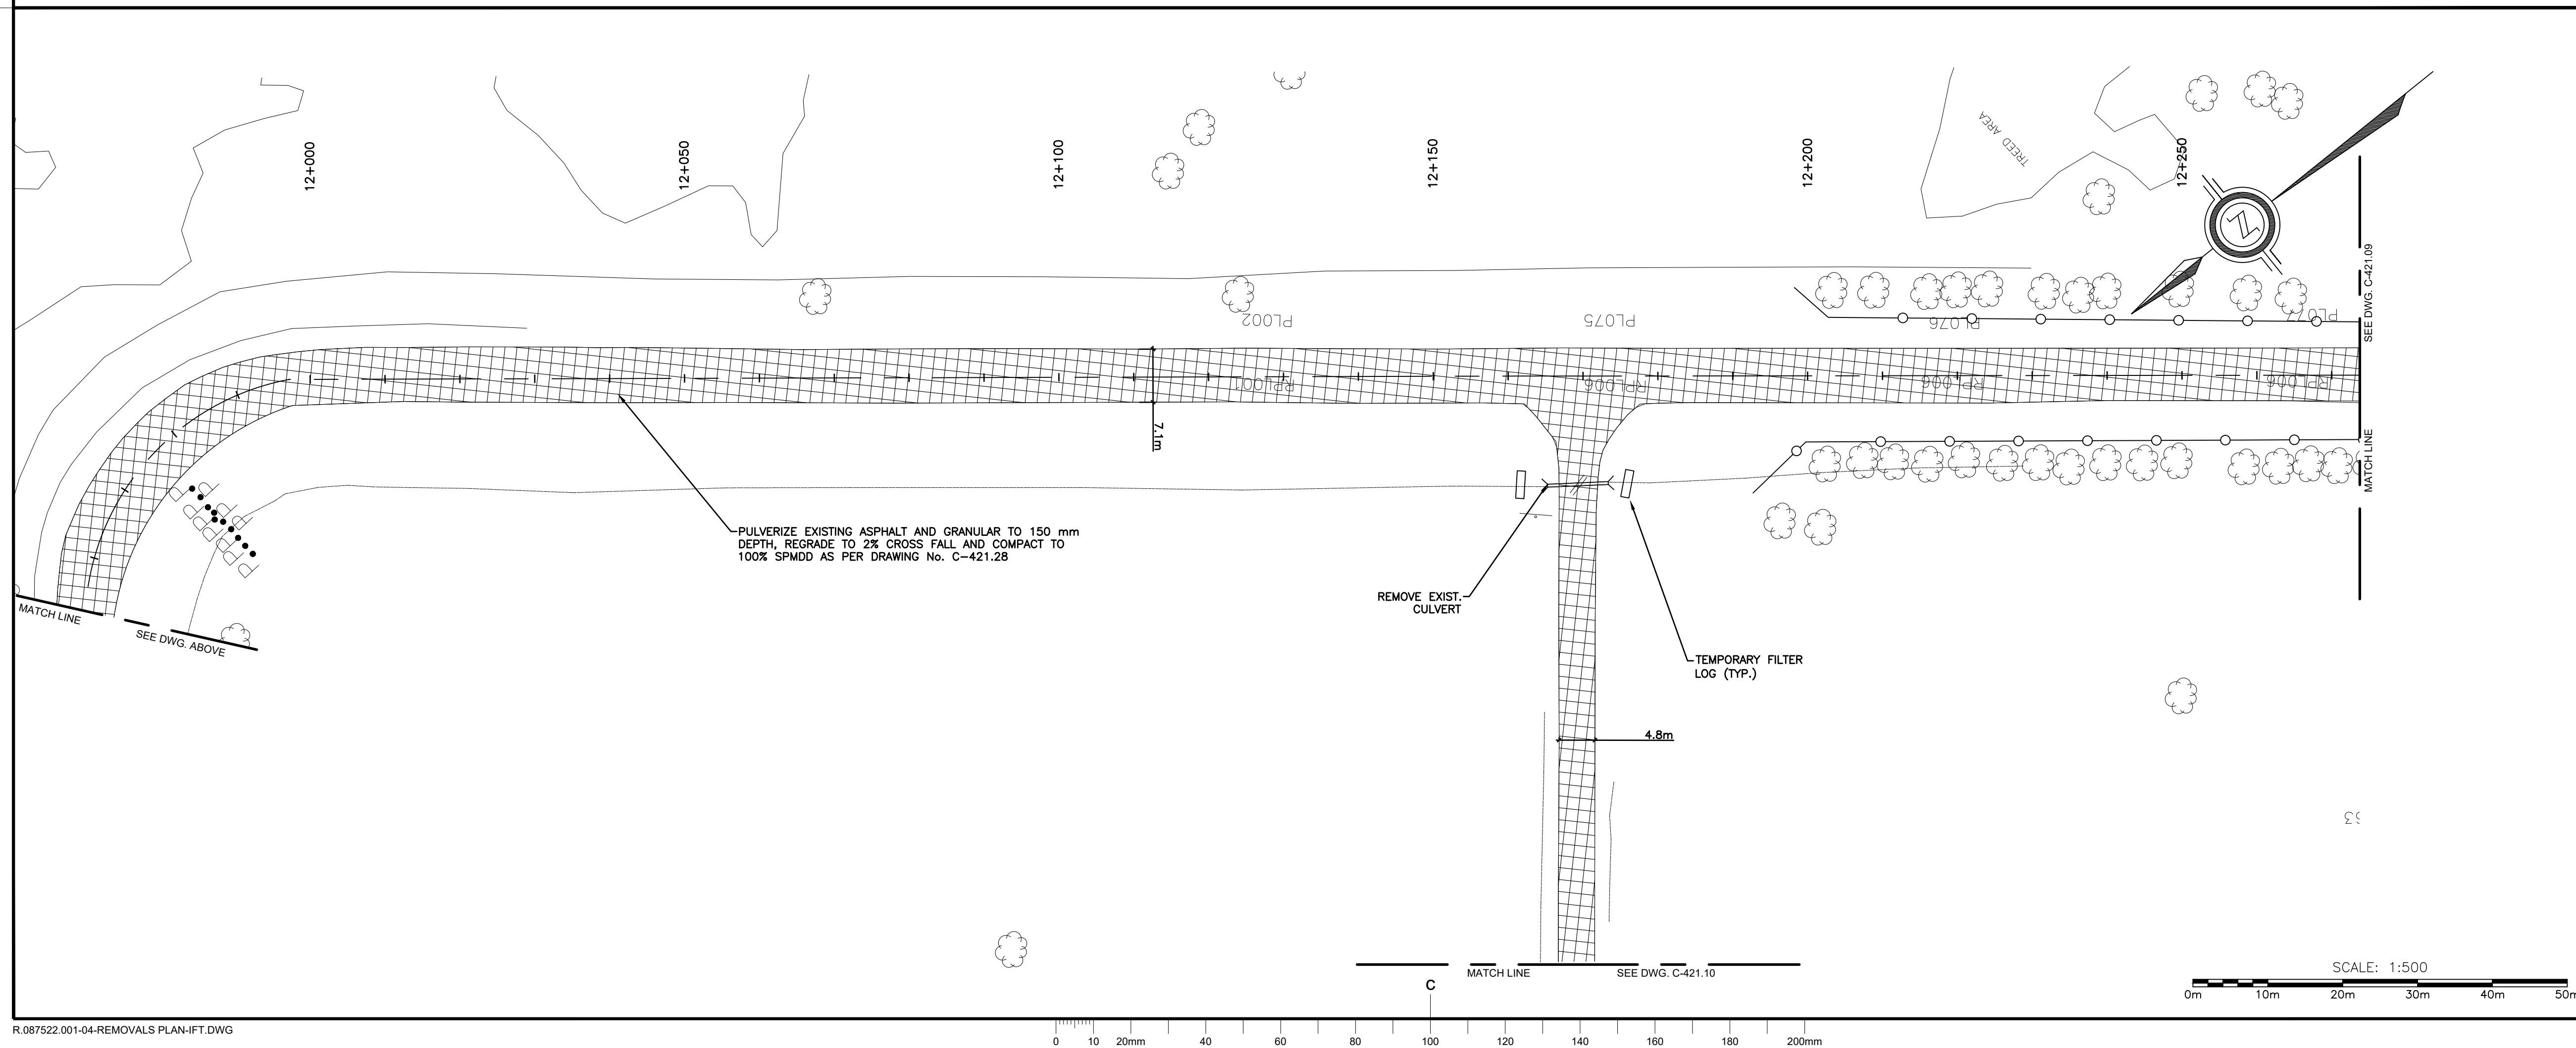 12+000
12+050
12+100
12+150
12+200
12+250
TREED AREA
SEE DWG. C-421.09
MATCH LINE
PL002
PL075
PL076
PL077
RPL001
RPL006
RPL006
RPL006
7.1m
P
P
P
P
P
P
P
P
PULVERIZE EXISTING ASPHALT AND GRANULAR TO 150 mm
DEPTH, REGRADE TO 2% CROSS FALL AND COMPACT TO
100% SPMDD AS PER DRAWING No. C-421.28
REMOVE EXIST.
CULVERT
MATCH LINE
SEE DWG. ABOVE
TEMPORARY FILTER
LOG (TYP.)
4.8m
MATCH LINE
SEE DWG. C-421.10
C
SCALE: 1:500
0m 10m 20m 30m 40m 50m
R.087522.001-04-REMOVALS PLAN-IFT.DWG
0 10 20mm 40 60 80 100 120 140 160 180 200mm